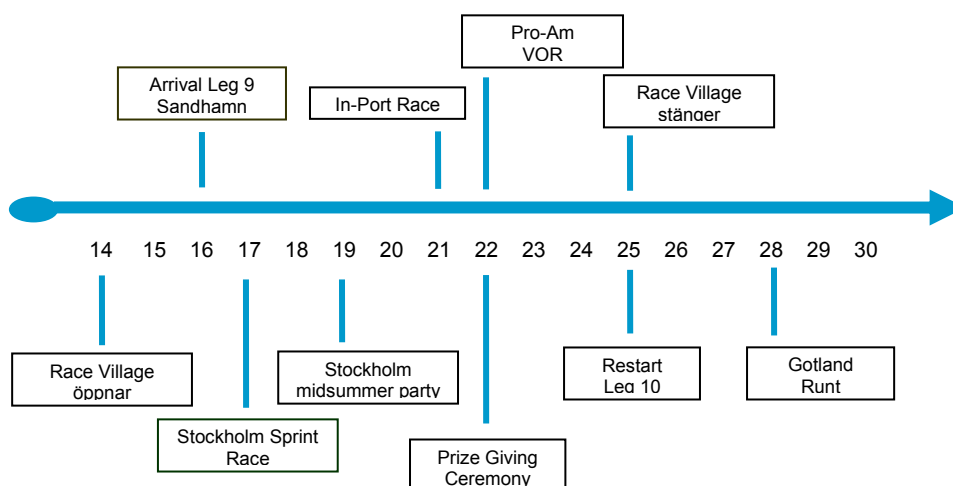 Pro-Am
VOR
Arrival Leg 9
Sandhamn
In-Port Race
Race Village
stänger
14 15 16 17 18 19 20 21 22 23 24 25 26 27 28 29 30
Race Village
öppnar
Stockholm
midsummer party
Restart
Leg 10
Gotland
Runt
Stockholm Sprint
Race
Prize Giving
Ceremony